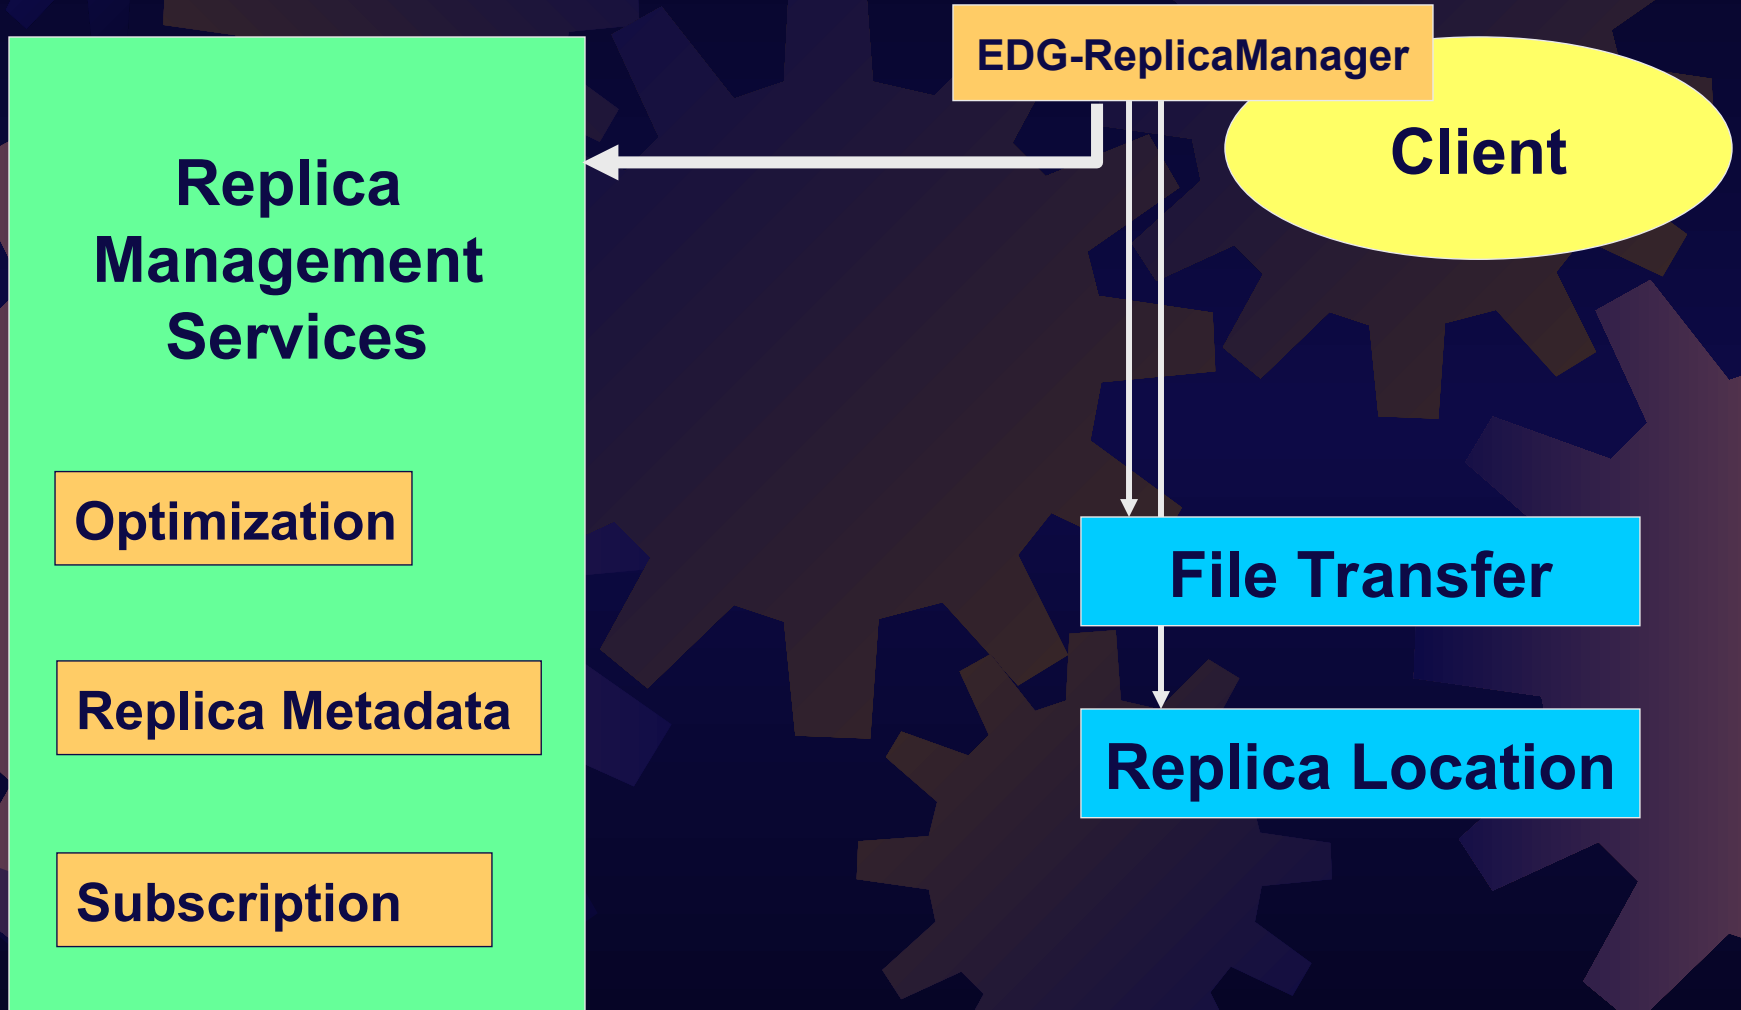 EDG-ReplicaManager
Client
Replica
Management
Services
Optimization
Replica Metadata
Subscription
File Transfer
Replica Location